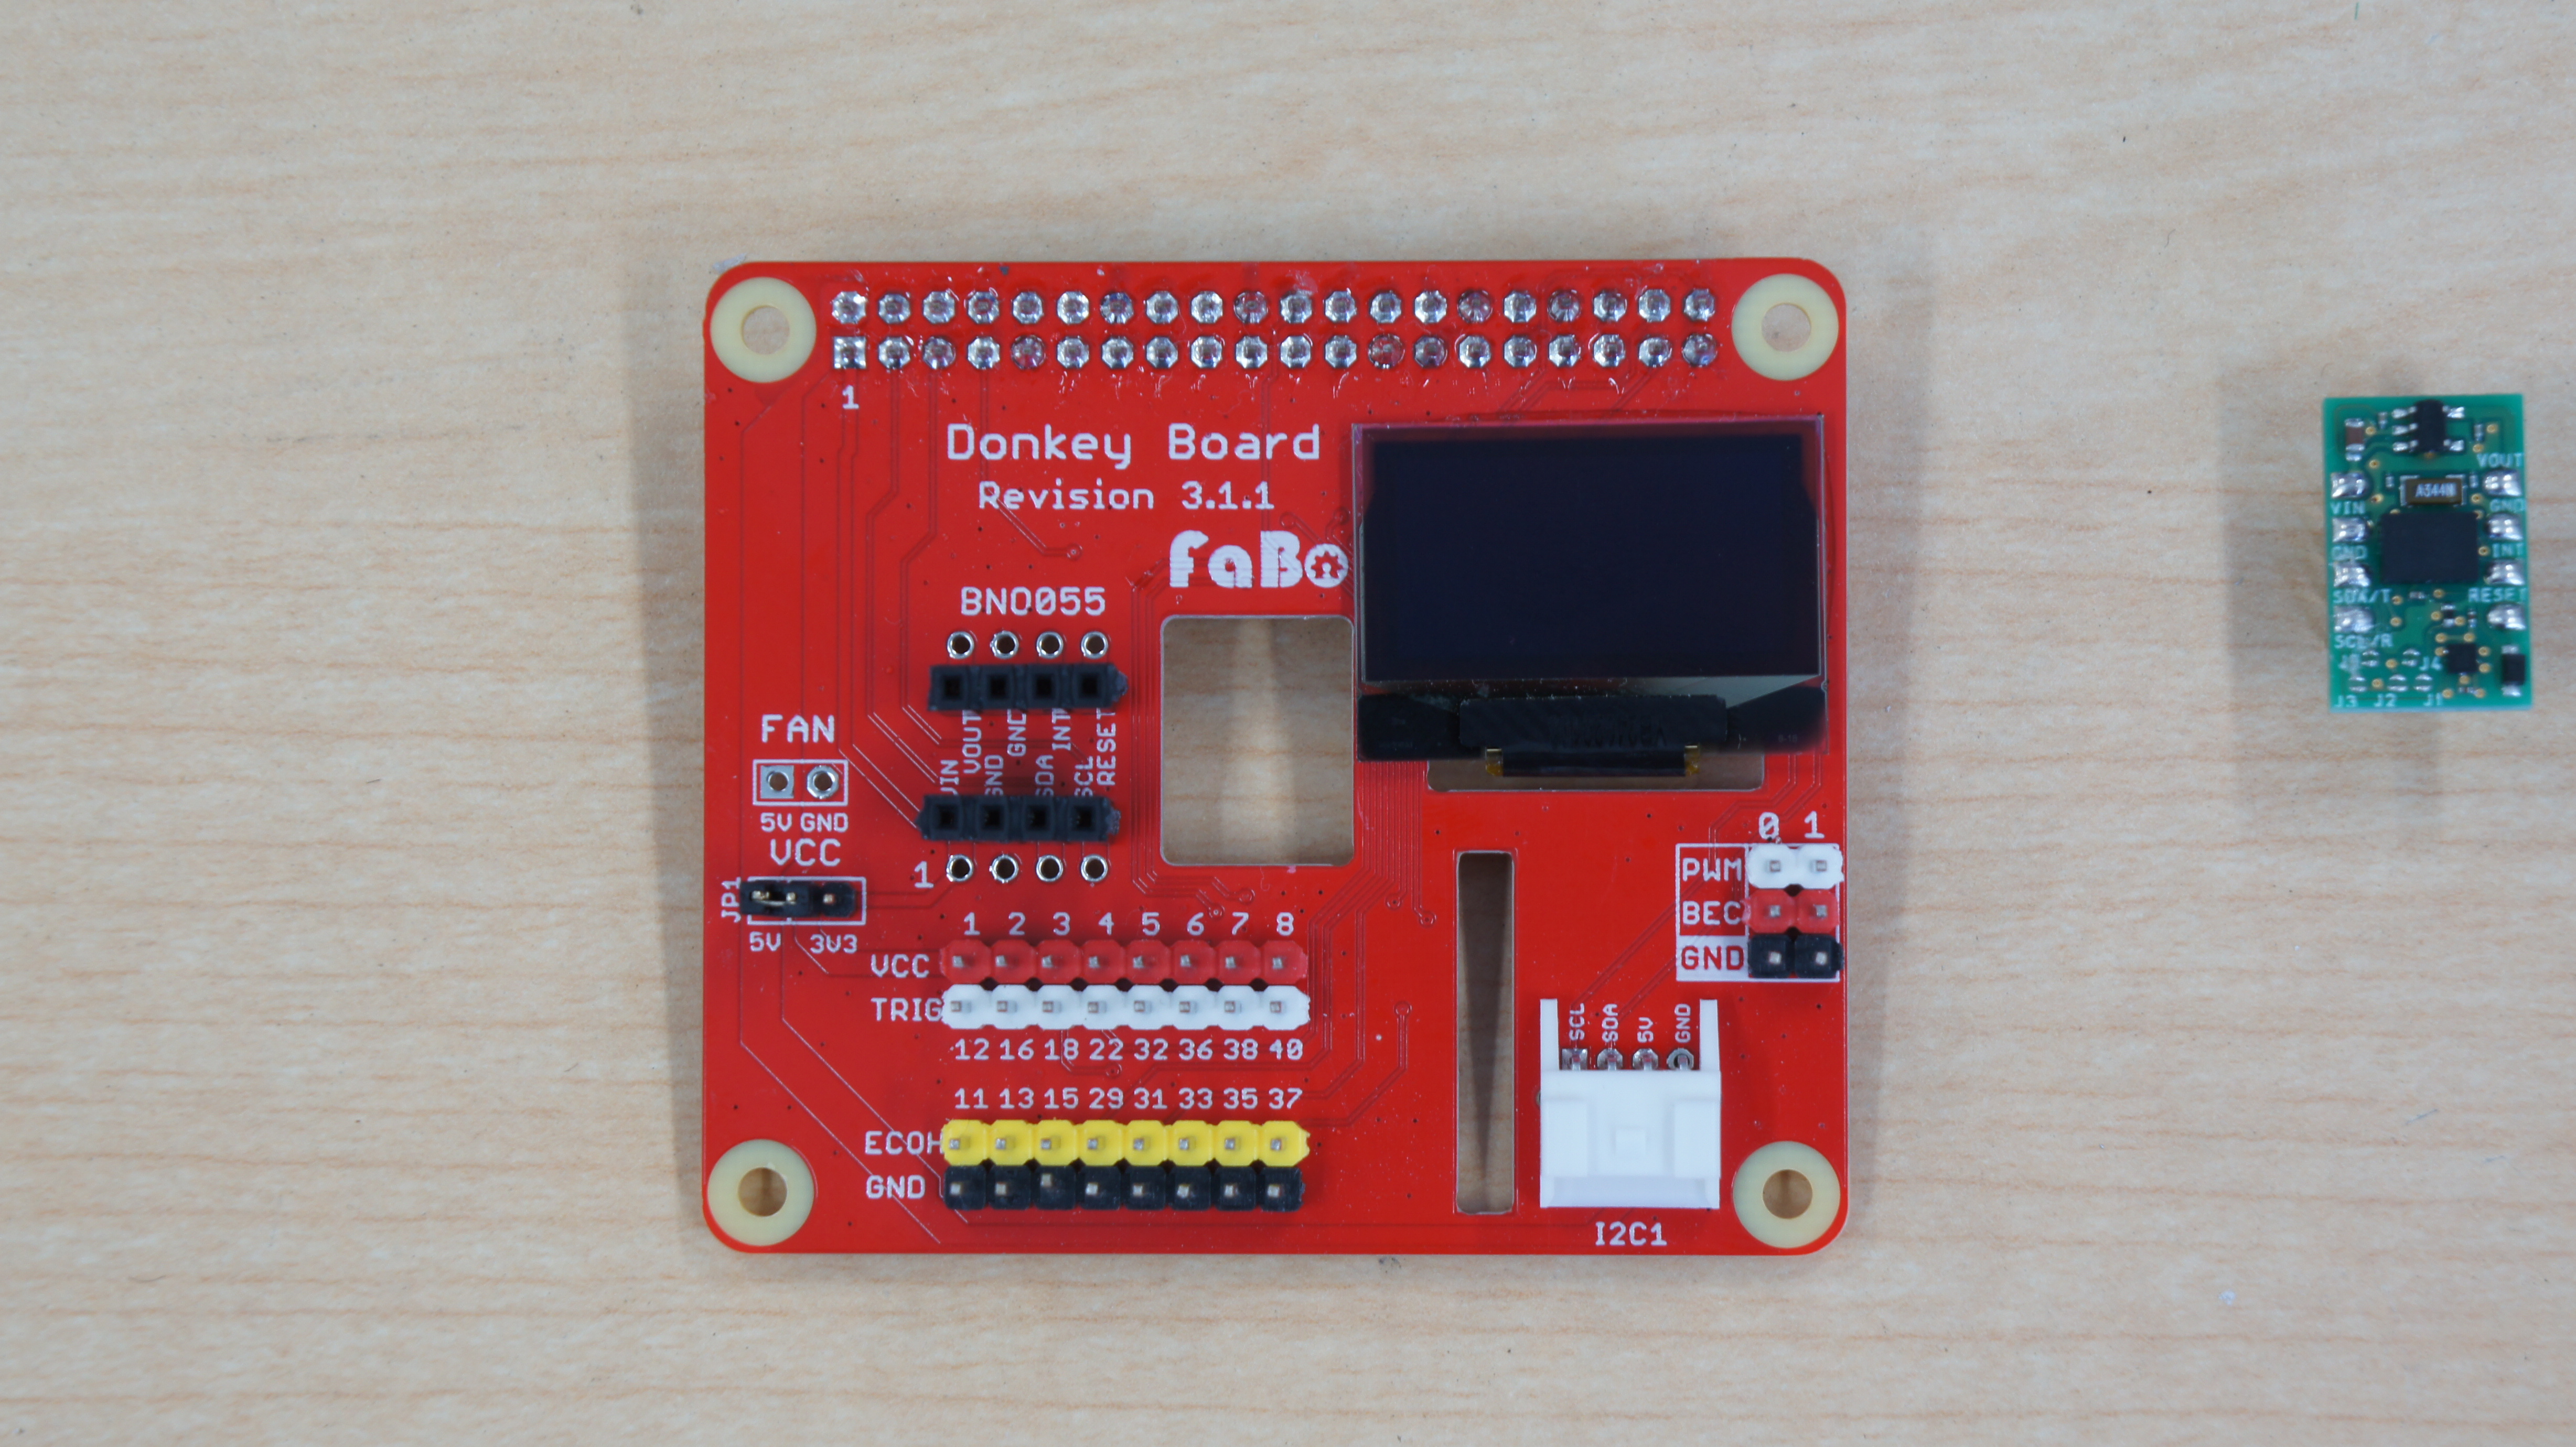 1
Donkey Board
Revision 3.1.1
FaBo
BNO055
VOUT
GND
INT
RESET
VIN
GND
SDA
SCL
1
FAN
5V GND
VCC
JP1
5V 3V3
1 2 3 4 5 6 7 8
VCC
TRIG
12 16 18 22 32 36 38 40
11 13 15 29 31 33 35 37
ECOH
GND
0 1
PWM
BEC
GND
SCL SDA 5V GND
I2C1
VOUT
A344N
VIN GND
GND INT
SDA/T RESET
SCL/R
J4
J3 J2 J1